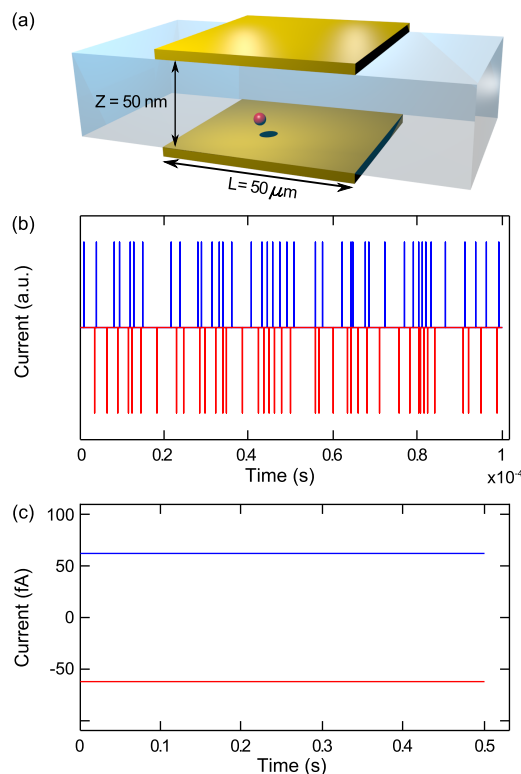 (a)
Z = 50 nm
L= 50 μm
(b)
Current (a.u.)
0
0.2
0.4
0.6
0.8
1
Time (s)
x10⁻⁴
(c)
100
50
0
-50
Current (fA)
0
0.1
0.2
0.3
0.4
0.5
Time (s)